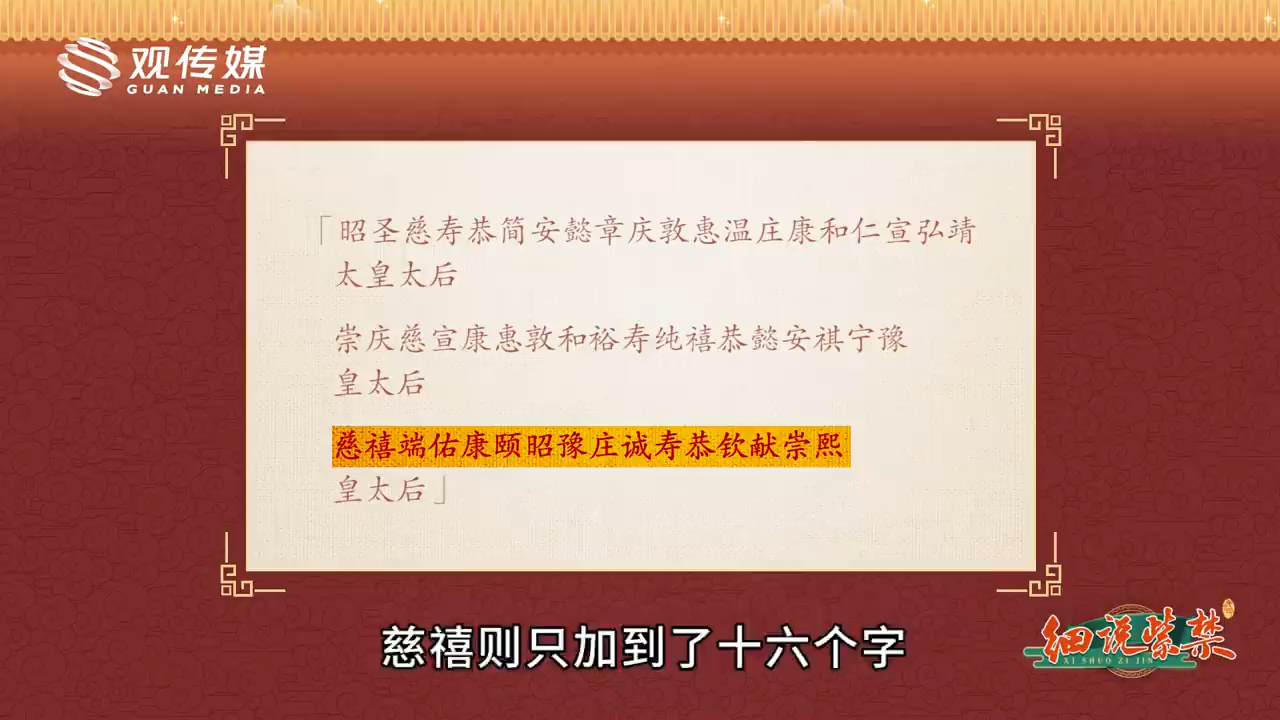 观传媒
GUAN MEDIA
「昭圣慈寿恭简安懿章庆敦惠温庄康和仁宣弘靖
太皇太后
崇庆慈宣康惠敦和裕寿纯禧恭懿安祺宁豫
皇太后
慈禧端佑康颐昭豫庄诚寿恭钦献崇熙
皇太后」
慈禧则只加到了十六个字
细说紫禁
XI SHUO ZI JIN